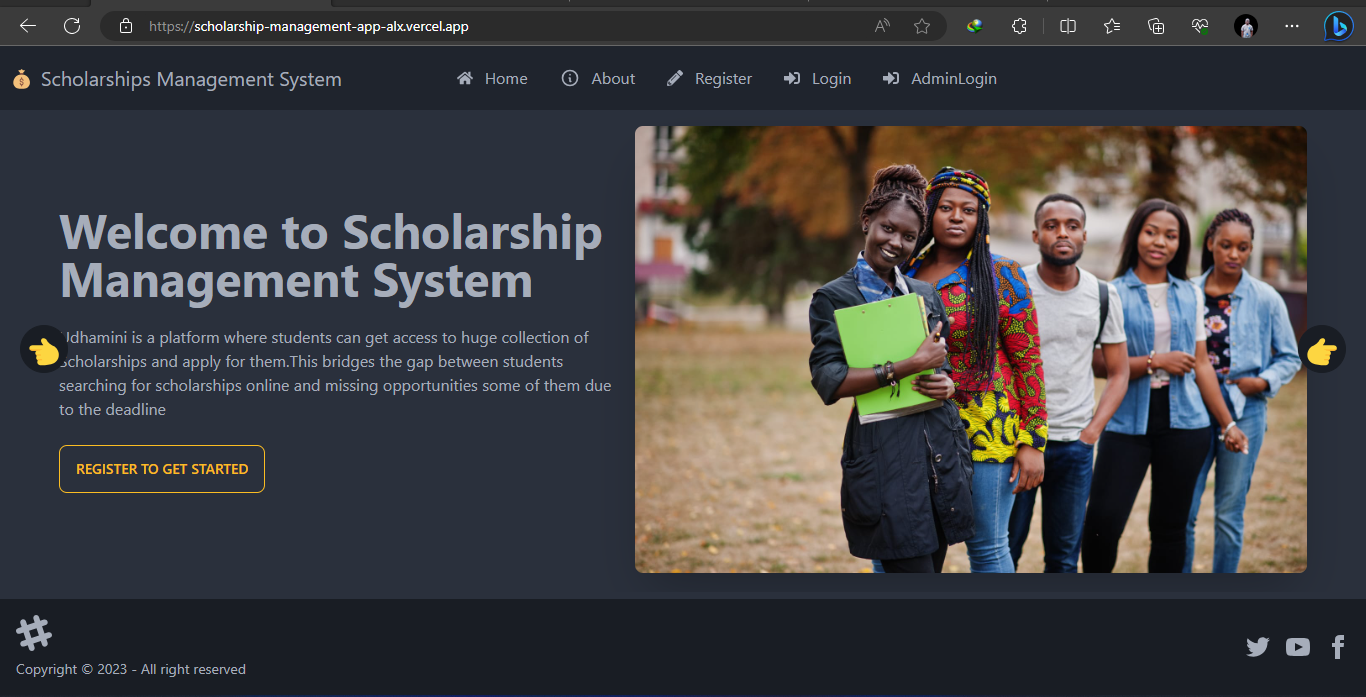 https://scholarship-management-app-alx.vercel.app
Scholarships Management System
Home
About
Register
Login
AdminLogin
Welcome to Scholarship
Management System
is a platform where students can get access to huge collection of
scholarships and apply for them.This bridges the gap between students
searching for scholarships online and missing opportunities some of them due
to the deadline
REGISTER TO GET STARTED
Copyright © 2023 - All right reserved